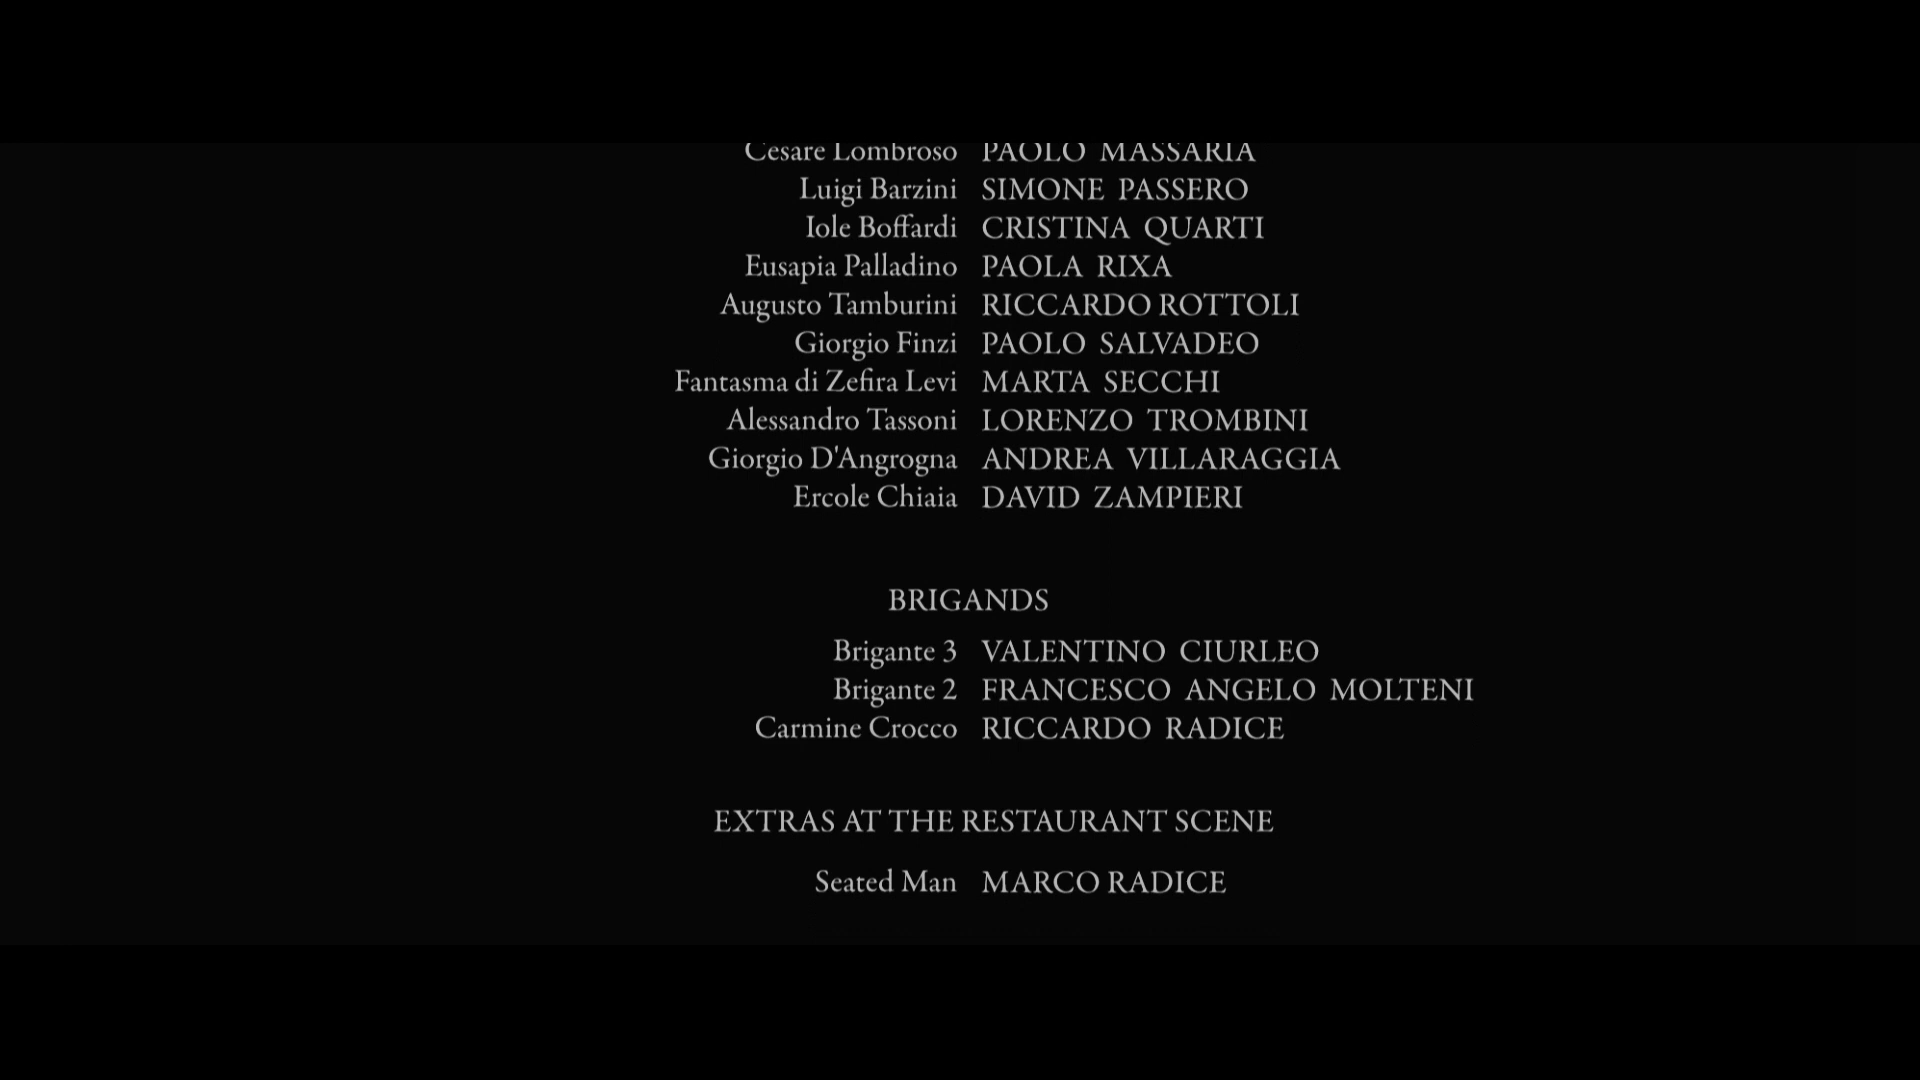 Cesare Lombroso PAOLO MASSARIA
Luigi Barzini SIMONE PASSERO
Iole Boffardi CRISTINA QUARTI
Eusapia Palladino PAOLA RIXA
Augusto Tamburini RICCARDO ROTTOLI
Giorgio Finzi PAOLO SALVADEO
Fantasma di Zefira Levi MARTA SECCHI
Alessandro Tassoni LORENZO TROMBINI
Giorgio D'Angrogna ANDREA VILLARAGGIA
Ercole Chiaia DAVID ZAMPIERI
BRIGANDS
Brigante 3 VALENTINO CIURLEO
Brigante 2 FRANCESCO ANGELO MOLTENI
Carmine Crocco RICCARDO RADICE
EXTRAS AT THE RESTAURANT SCENE
Seated Man MARCO RADICE